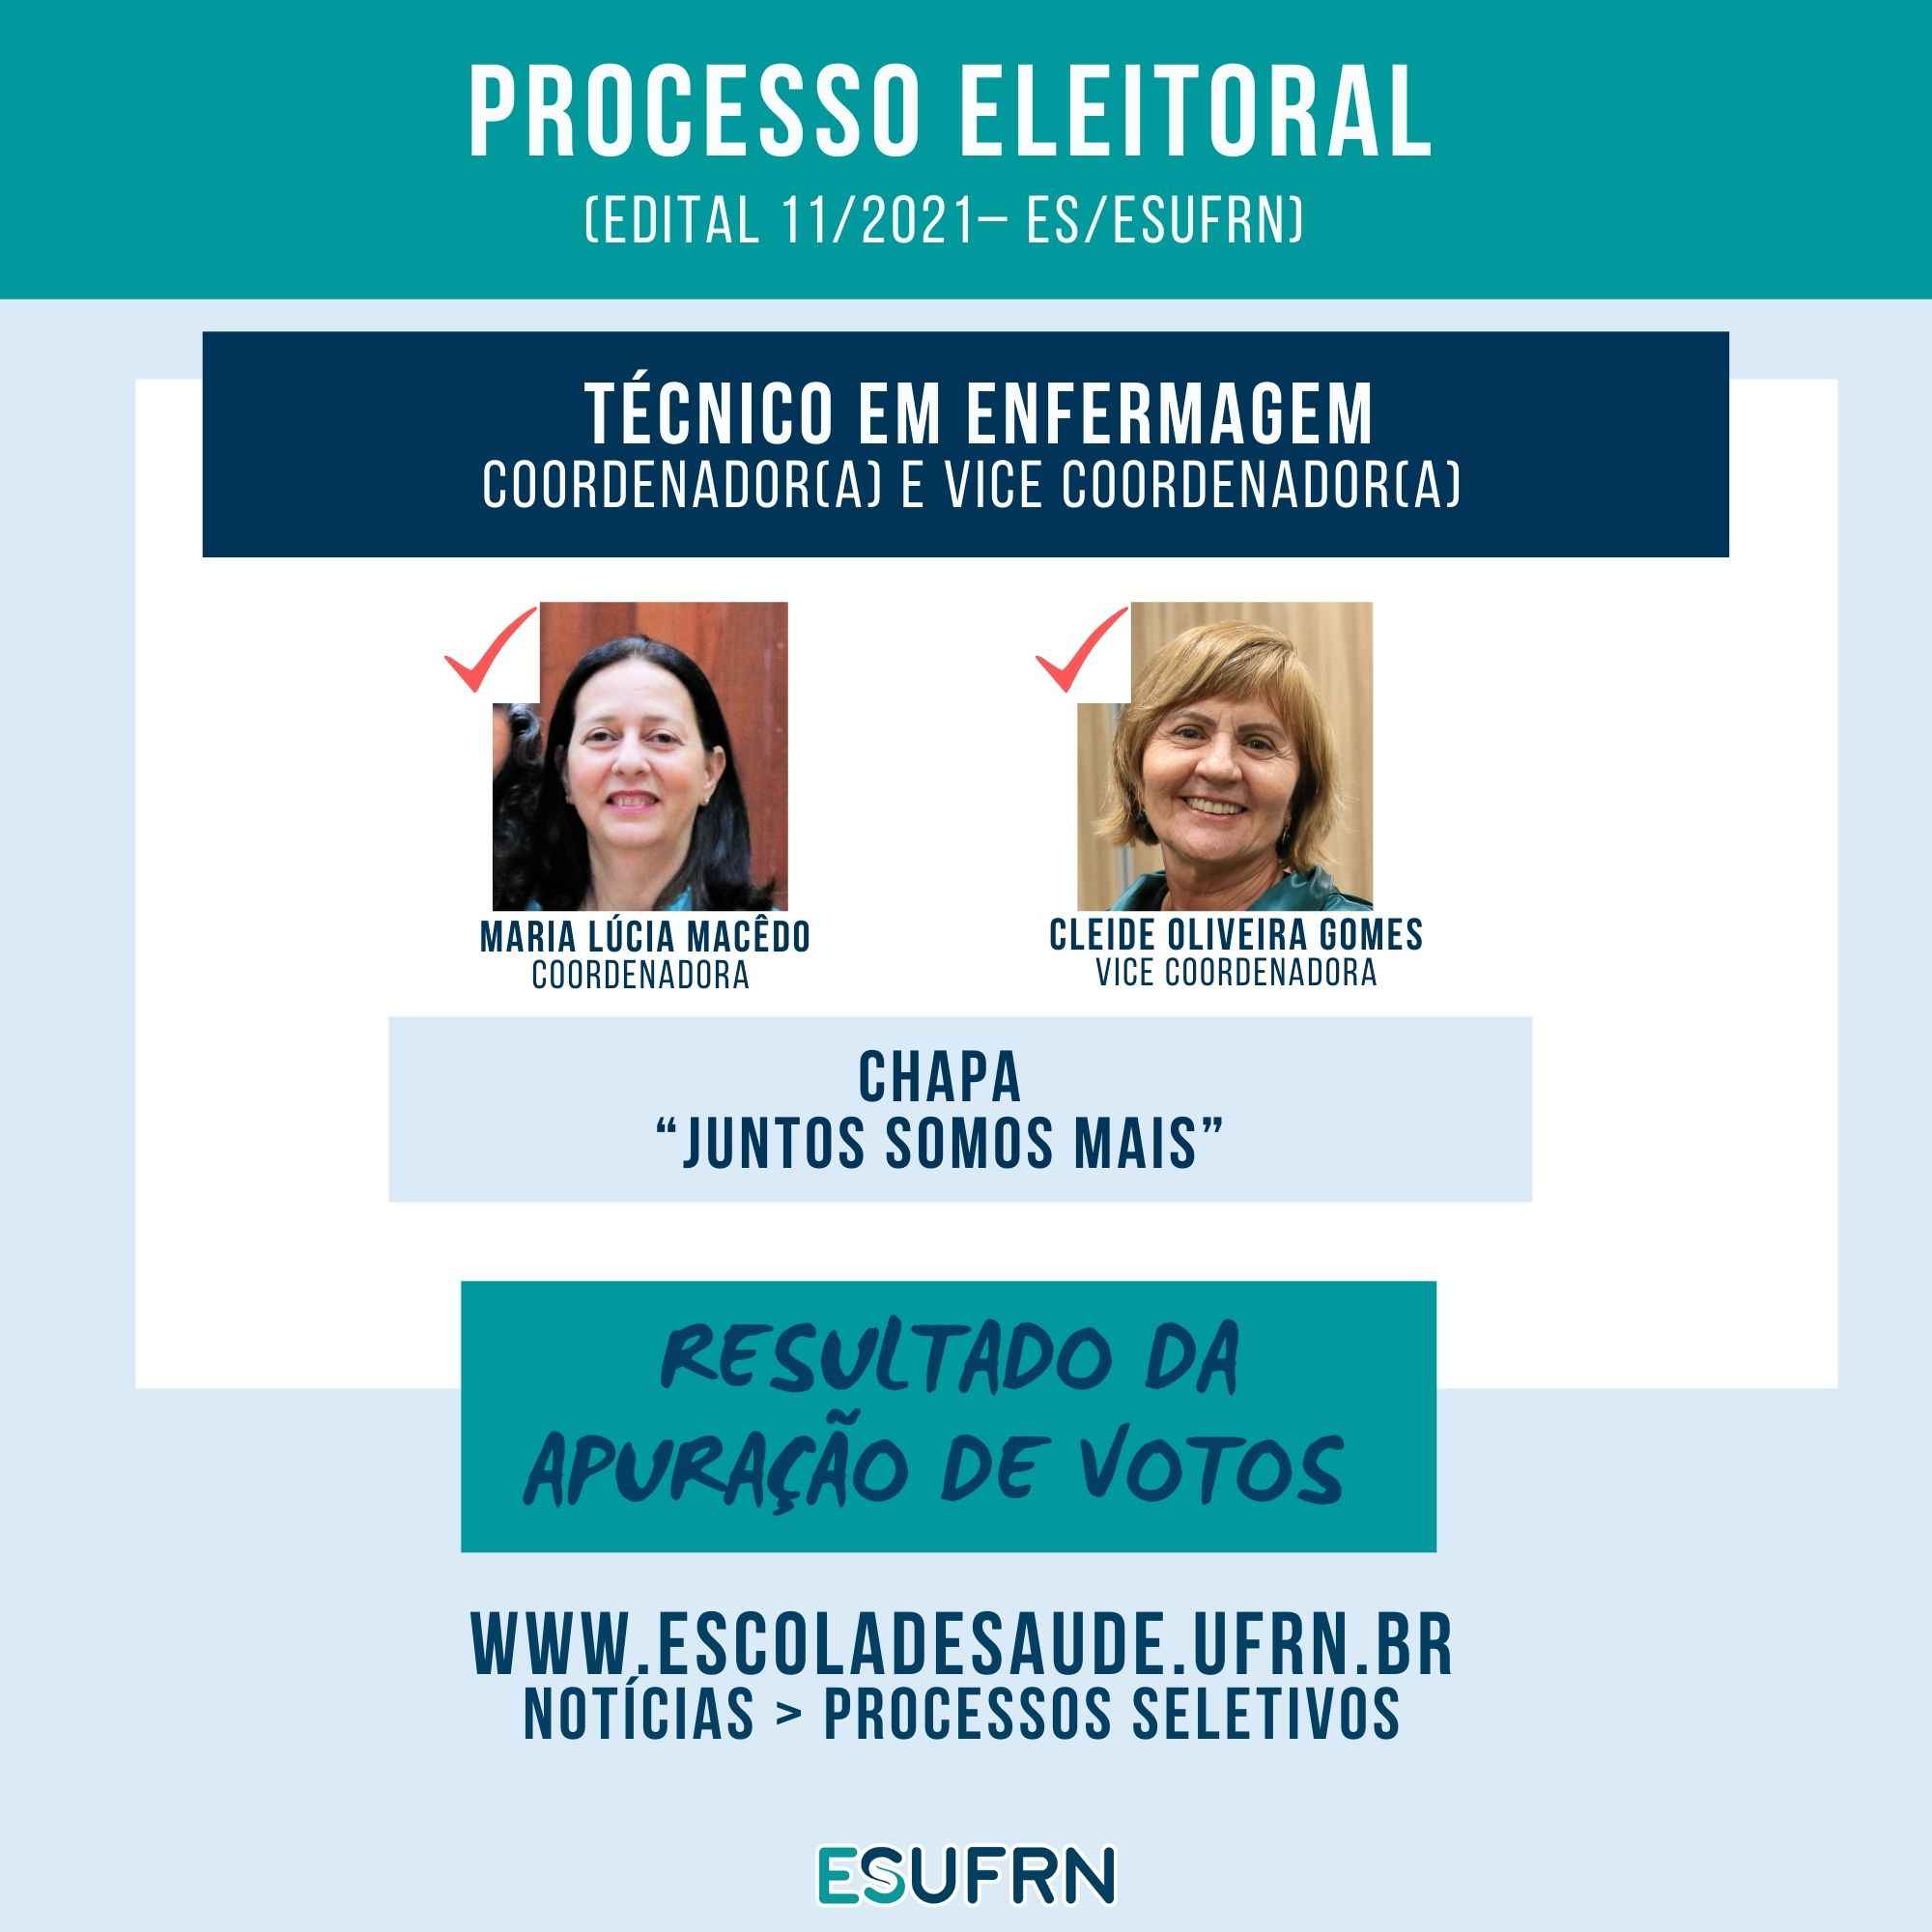 PROCESSO ELEITORAL
(EDITAL 11/2021– ES/ESUFRN)
TÉCNICO EM ENFERMAGEM
COORDENADOR(A) E VICE COORDENADOR(A)
MARIA LÚCIA MACÊDO
COORDENADORA
CLEIDE OLIVEIRA GOMES
VICE COORDENADORA
CHAPA
“JUNTOS SOMOS MAIS”
RESULTADO DA
APURAÇÃO DE VOTOS
WWW.ESCOLADESAUDE.UFRN.BR
NOTÍCIAS > PROCESSOS SELETIVOS
ESUFRN